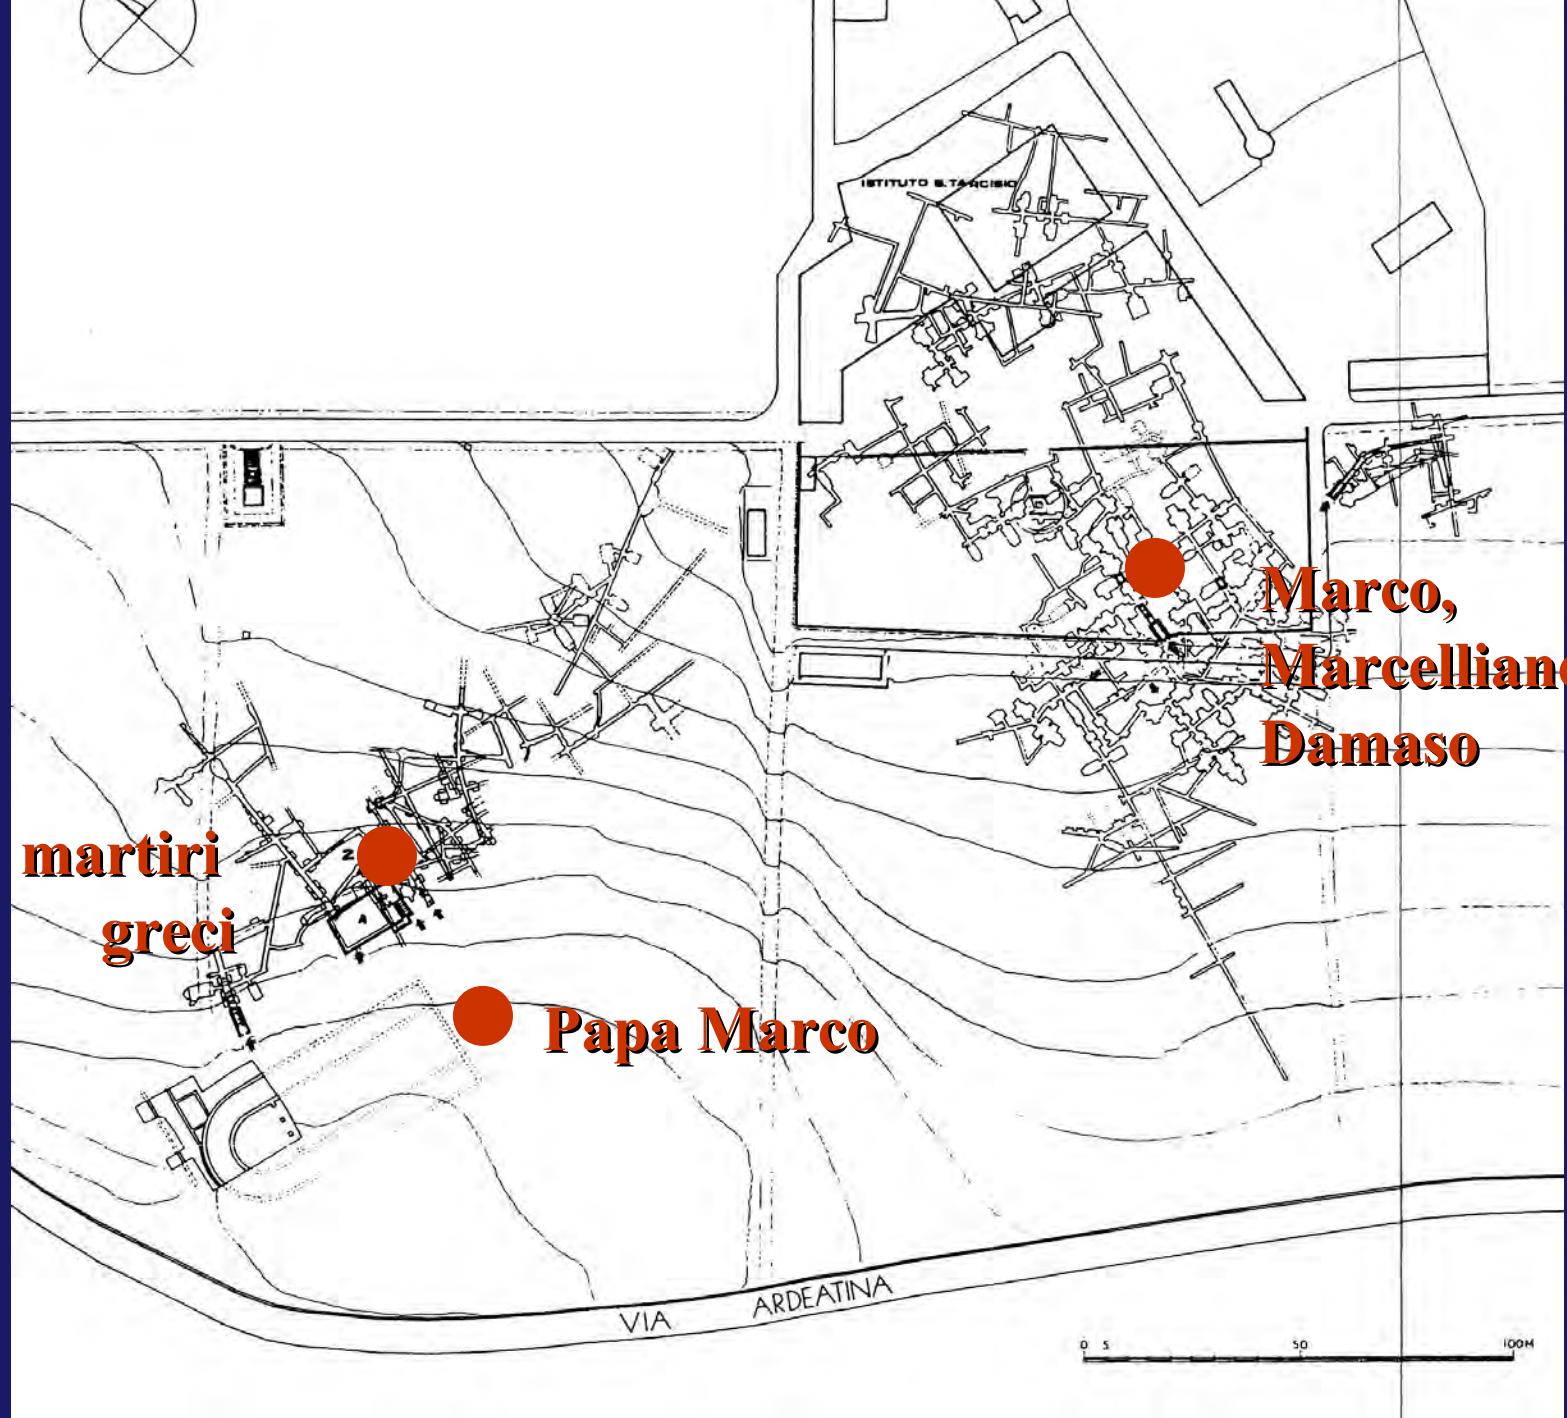 ISTITUTO S. TARCISIO
Marco,
Marcelliano
Damaso
martiri
greci
Z
A
Papa Marco
VIA ARDEATINA
0 5 50 100M